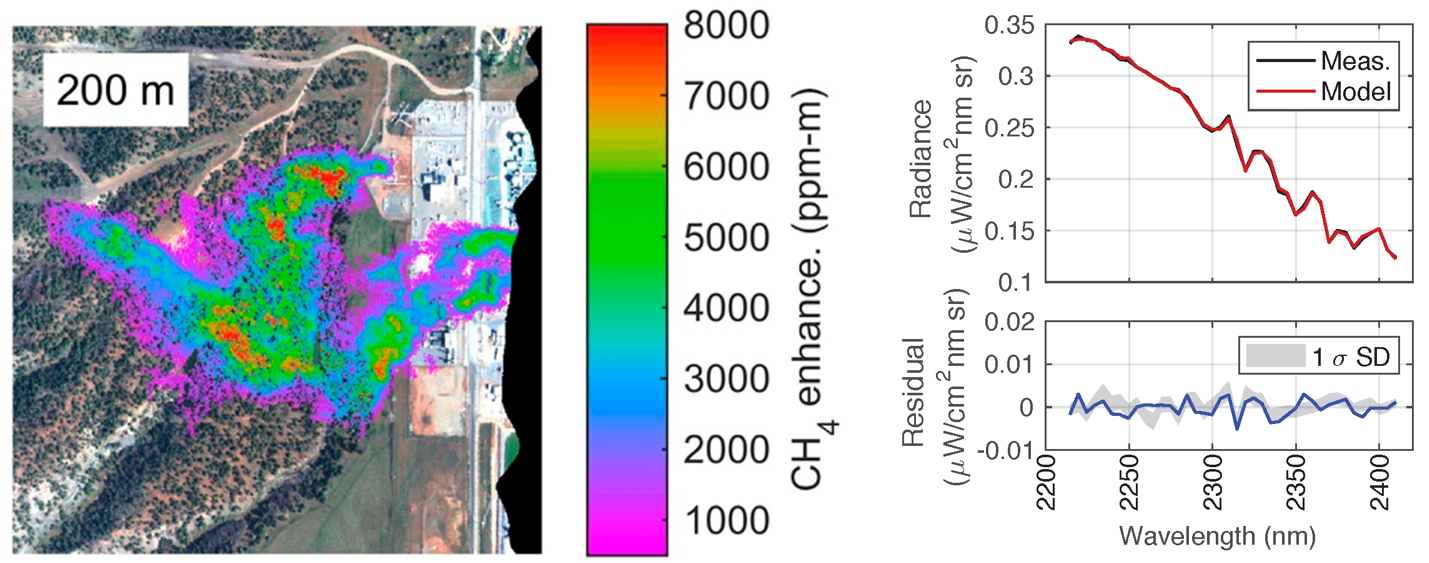 200 m
8000
7000
6000
5000
4000
3000
2000
1000
CH4 enhance. (ppm-m)
0.35
0.3
0.25
0.2
0.15
0.1
Radiance
(μW/cm2nm sr)
Meas.
Model
0.02
0.01
0
-0.01
Residual
(μW/cm2nm sr)
1 σ SD
2200
2250
2300
2350
2400
Wavelength (nm)